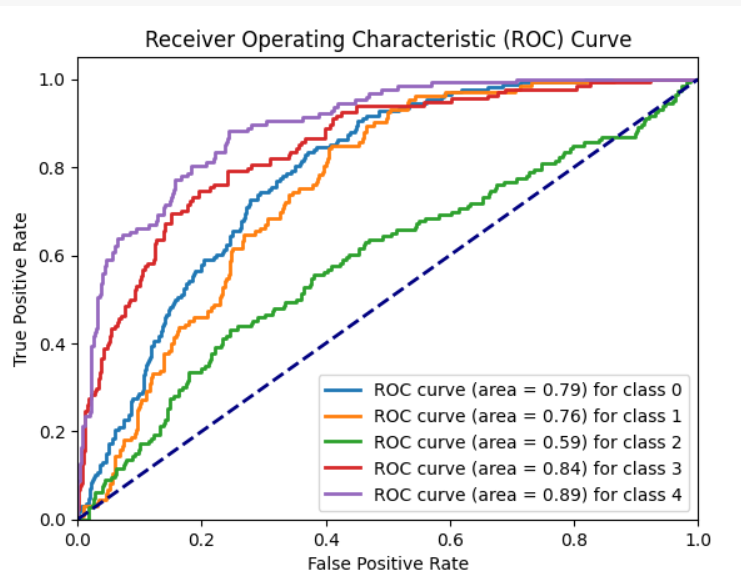 Receiver Operating Characteristic (ROC) Curve
True Positive Rate
1.0
0.8
0.6
0.4
0.2
0.0
ROC curve (area = 0.79) for class 0
ROC curve (area = 0.76) for class 1
ROC curve (area = 0.59) for class 2
ROC curve (area = 0.84) for class 3
ROC curve (area = 0.89) for class 4
0.0 0.2 0.4 0.6 0.8 1.0
False Positive Rate